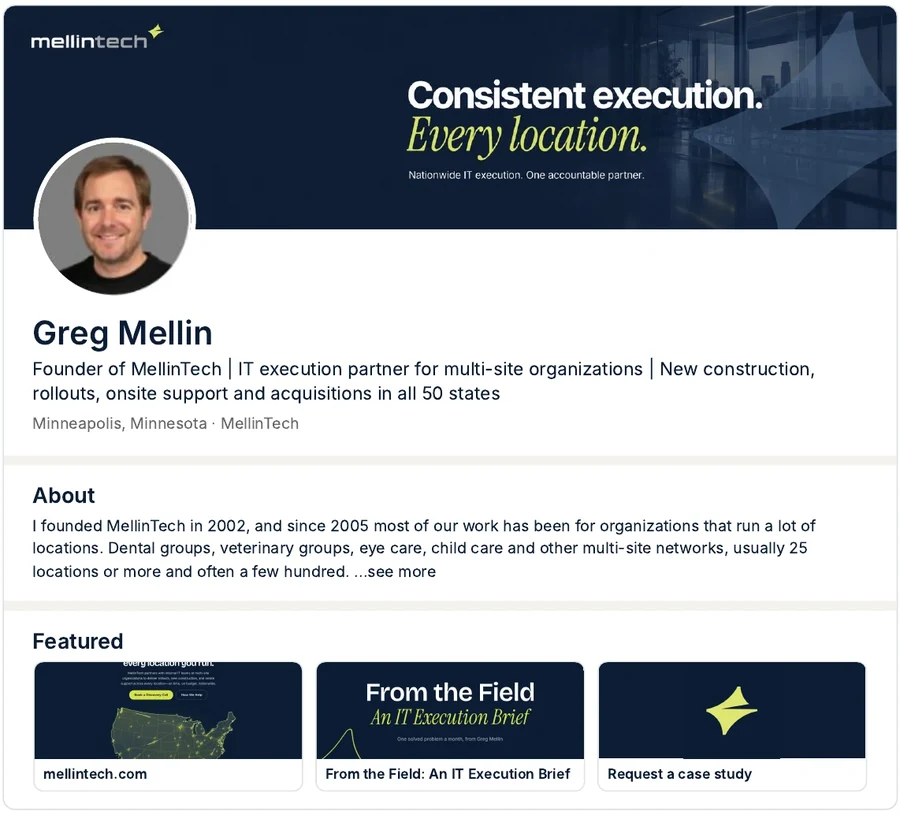 mellintech
Consistent execution.
Every location.
Nationwide IT execution. One accountable partner.
Greg Mellin
Founder of MellinTech | IT execution partner for multi-site organizations | New construction,
rollouts, onsite support and acquisitions in all 50 states
Minneapolis, Minnesota · MellinTech
About
I founded MellinTech in 2002, and since 2005 most of our work has been for organizations that run a lot of
locations. Dental groups, veterinary groups, eye care, child care and other multi-site networks, usually 25
locations or more and often a few hundred. ...see more
Featured
every location you run.
Book a Discovery Call
How We Help
mellintech.com
From the Field
An IT Execution Brief
One solved problem a month, from Greg Mellin
From the Field: An IT Execution Brief
Request a case study